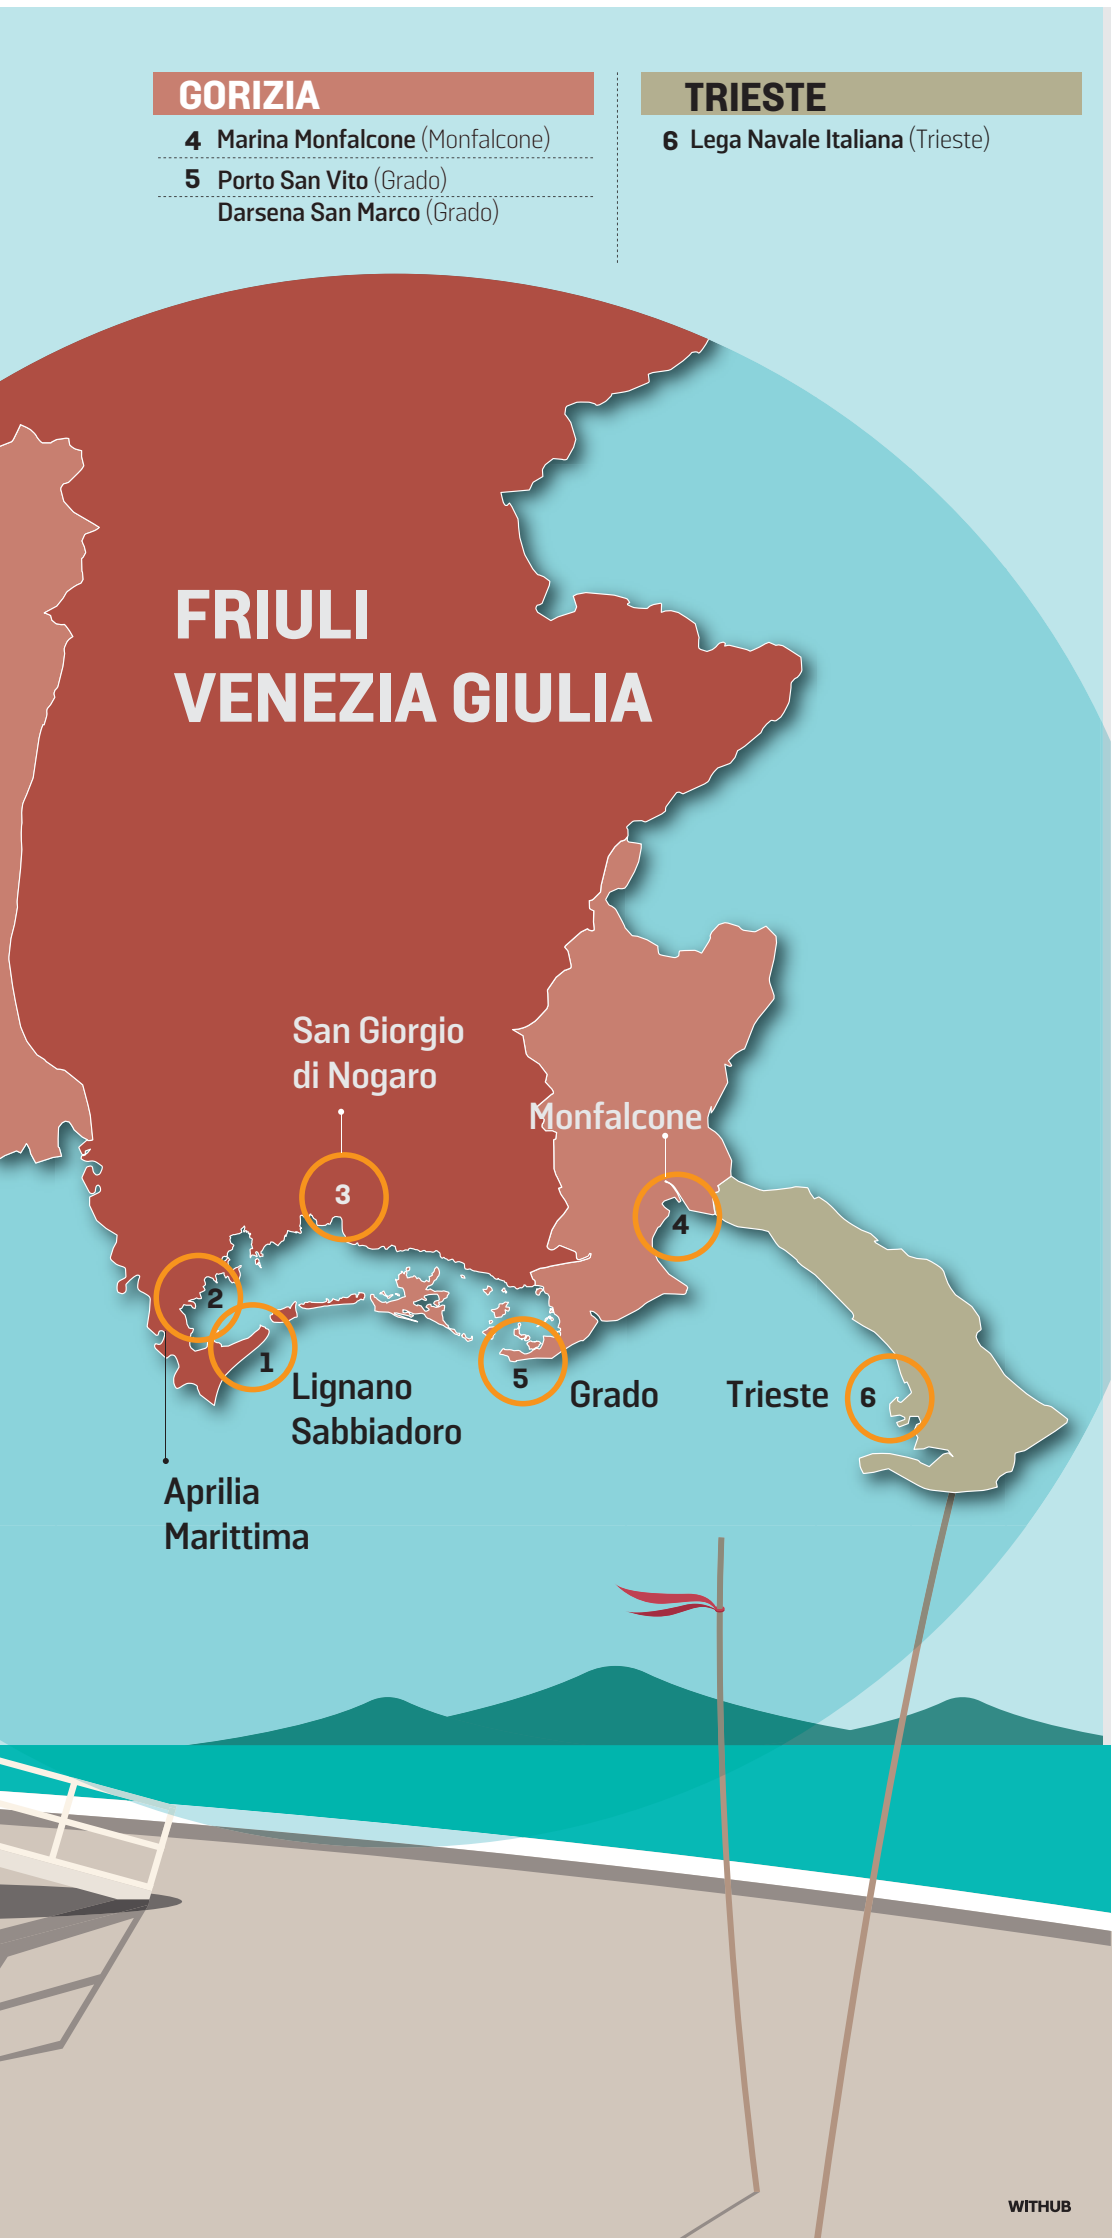 GORIZIA
4 Marina Monfalcone (Monfalcone)
5 Porto San Vito (Grado)
Darsena San Marco (Grado)
TRIESTE
6 Lega Navale Italiana (Trieste)
FRIULI
VENEZIA GIULIA
San Giorgio
di Nogaro
Monfalcone
3
4
2
1
Lignano
Sabbiadoro
5
Grado
Trieste
6
Aprilia
Marittima
WITHUB